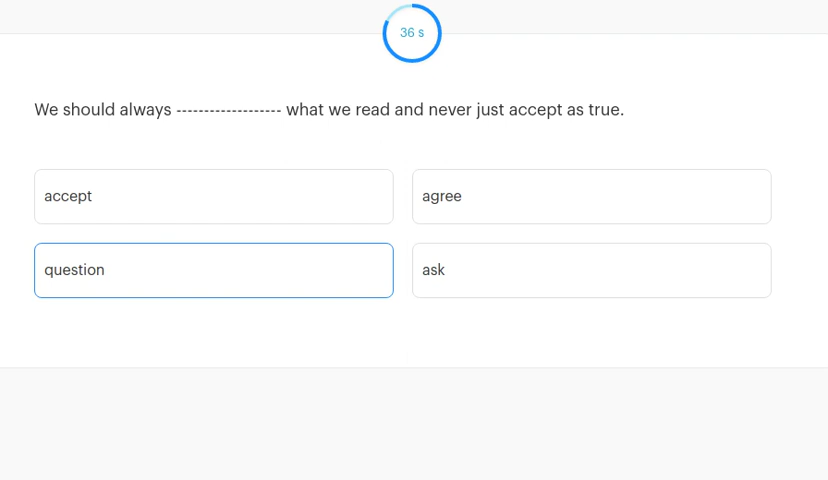 36 s
We should always ------------------- what we read and never just accept as true.
accept
agree
question
ask